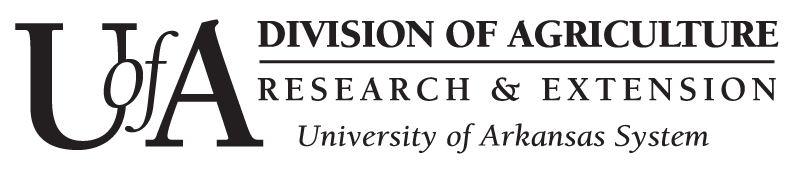 UofA
DIVISION OF AGRICULTURE
RESEARCH & EXTENSION
University of Arkansas System